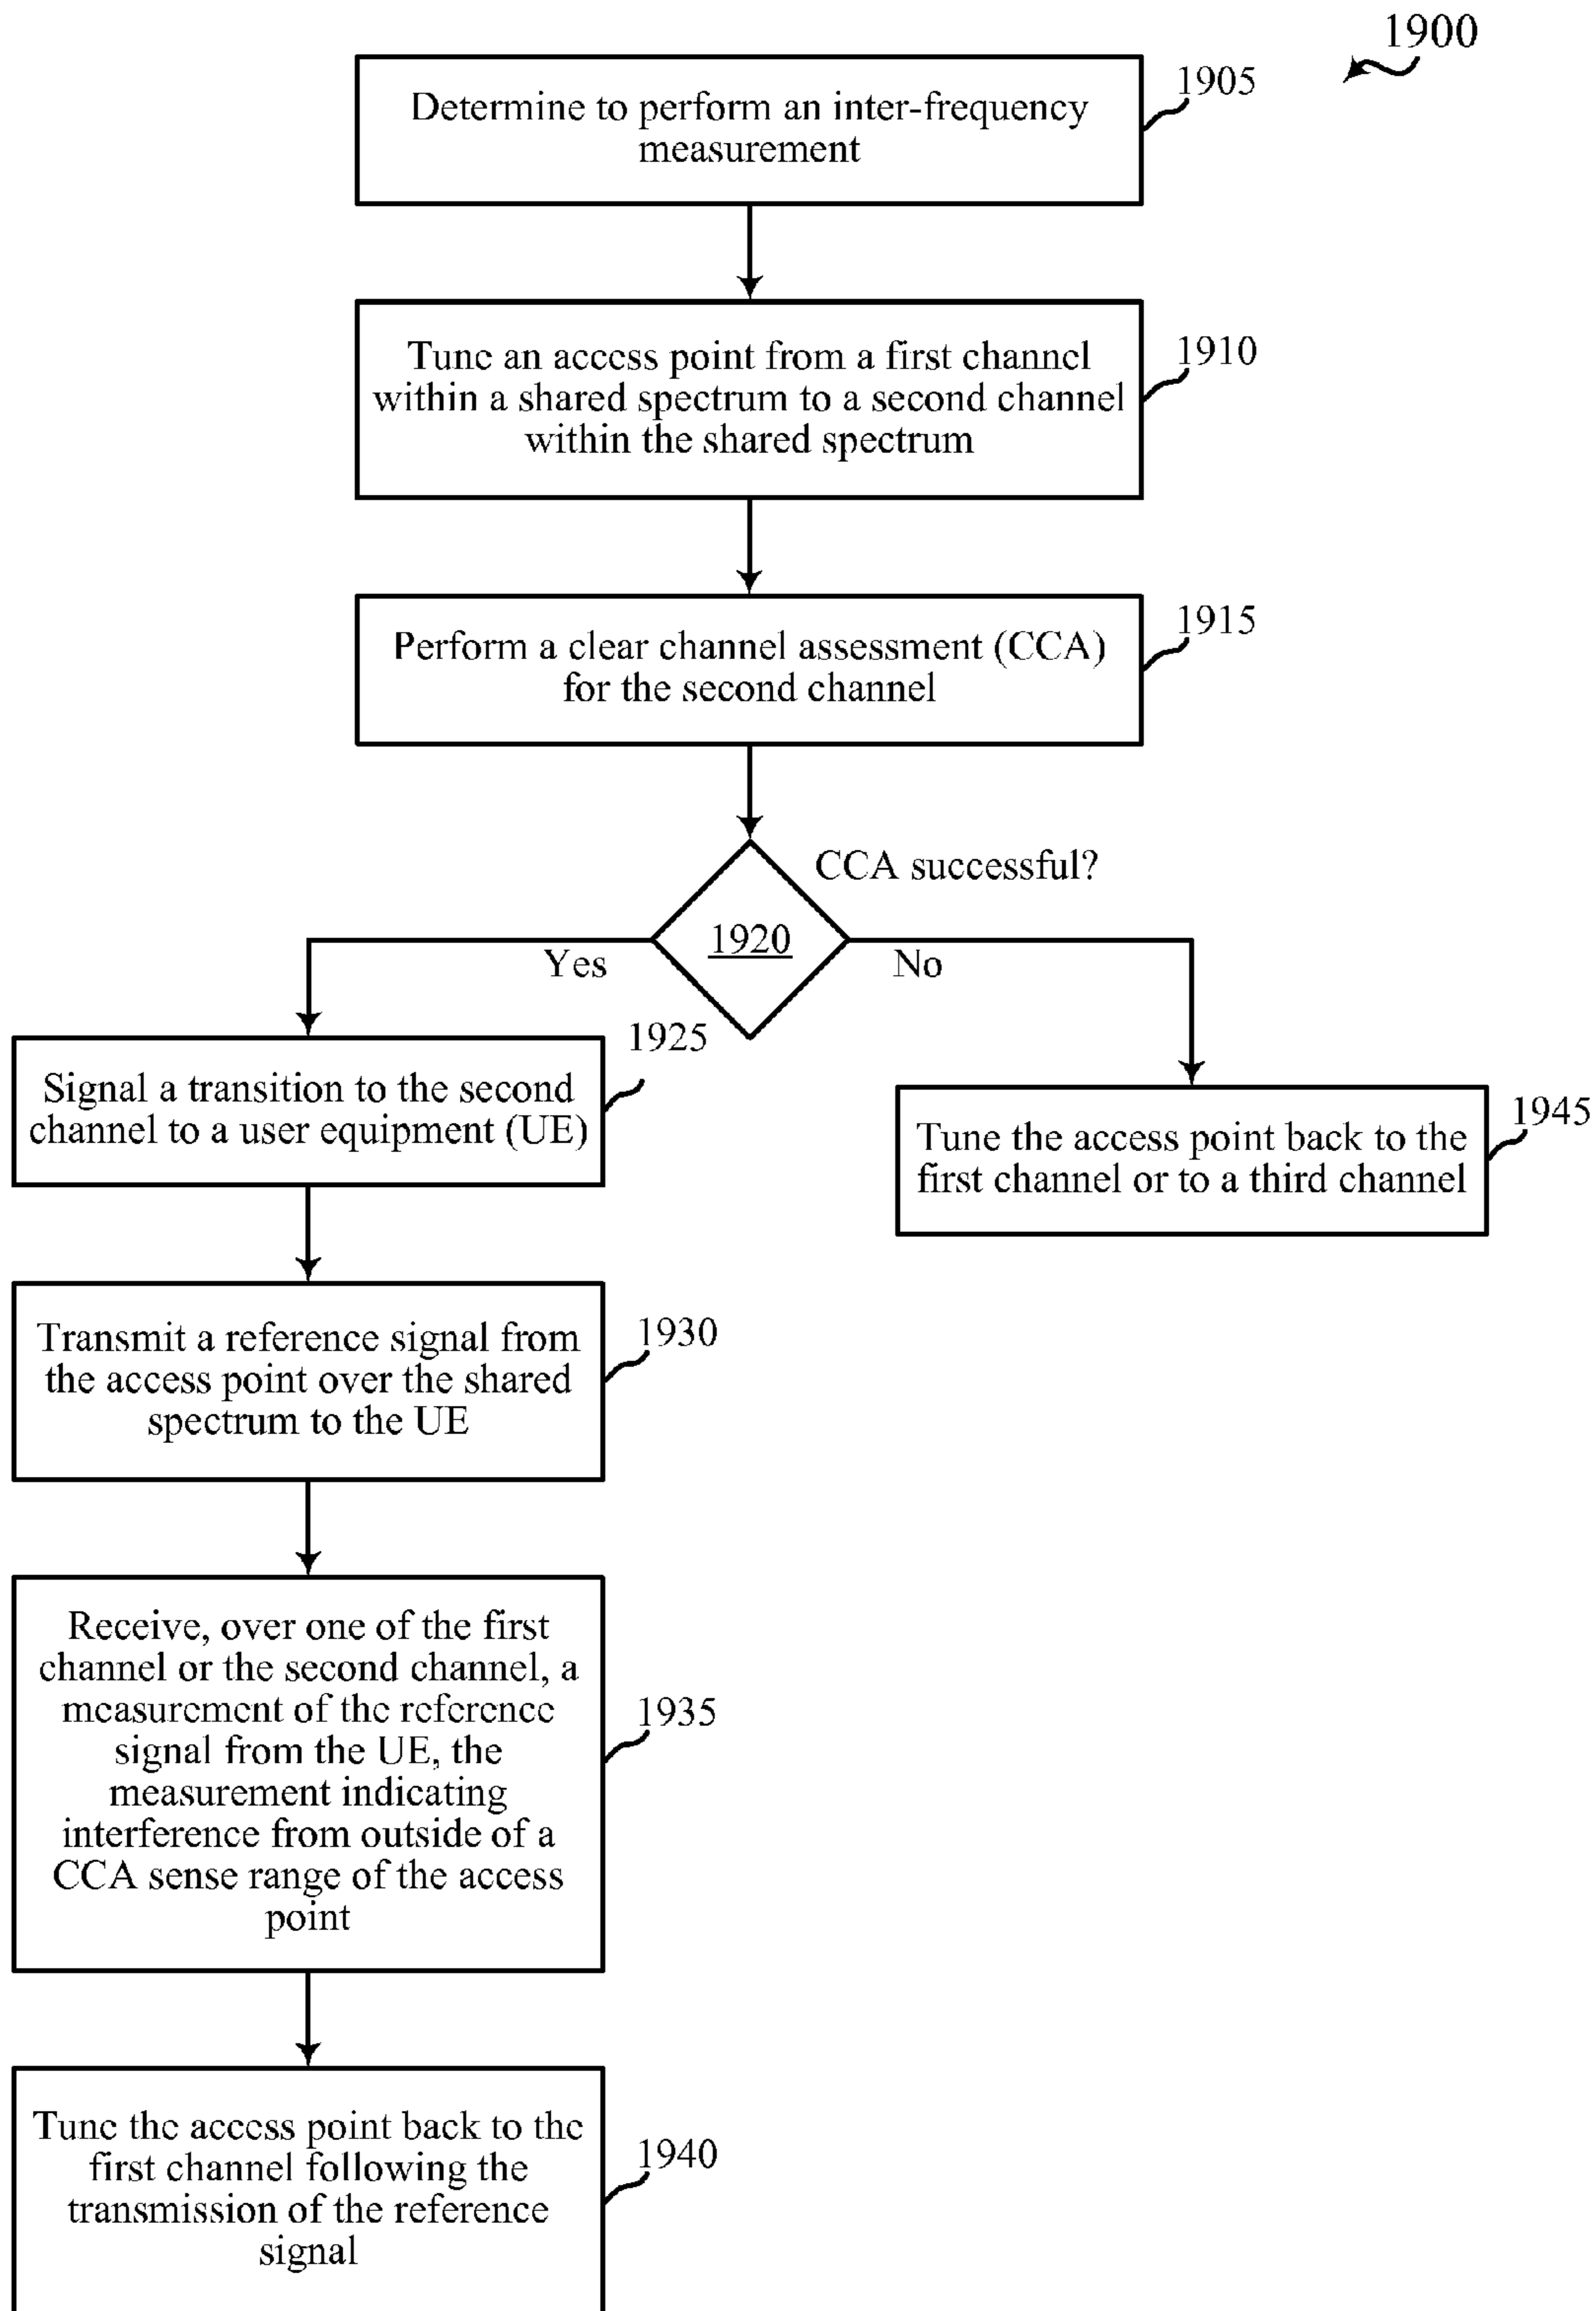 1900
1905
Determine to perform an inter-frequency
measurement
1910
Tune an access point from a first channel
within a shared spectrum to a second channel
within the shared spectrum
1915
Perform a clear channel assessment (CCA)
for the second channel
CCA successful?
1920
Yes
No
1925
Signal a transition to the second
channel to a user equipment (UE)
1945
Tune the access point back to the
first channel or to a third channel
1930
Transmit a reference signal from
the access point over the shared
spectrum to the UE
1935
Receive, over one of the first
channel or the second channel, a
measurement of the reference
signal from the UE, the
measurement indicating
interference from outside of a
CCA sense range of the access
point
1940
Tune the access point back to the
first channel following the
transmission of the reference
signal